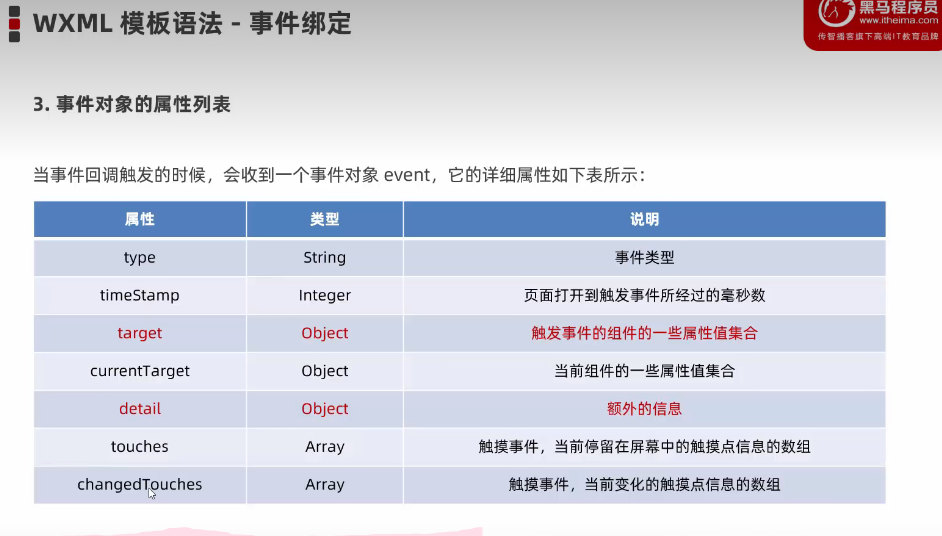 WXML 模板语法 - 事件绑定
黑马程序员
www.itheima.com
传智播客旗下高端IT教育品牌
3. 事件对象的属性列表
当事件回调触发的时候，会收到一个事件对象 event，它的详细属性如下表所示：
属性 类型 说明
type String 事件类型
timeStamp Integer 页面打开到触发事件所经过的毫秒数
target Object 触发事件的组件的一些属性值集合
currentTarget Object 当前组件的一些属性值集合
detail Object 额外的信息
touches Array 触摸事件，当前停留在屏幕中的触摸点信息的数组
changedTouches Array 触摸事件，当前变化的触摸点信息的数组